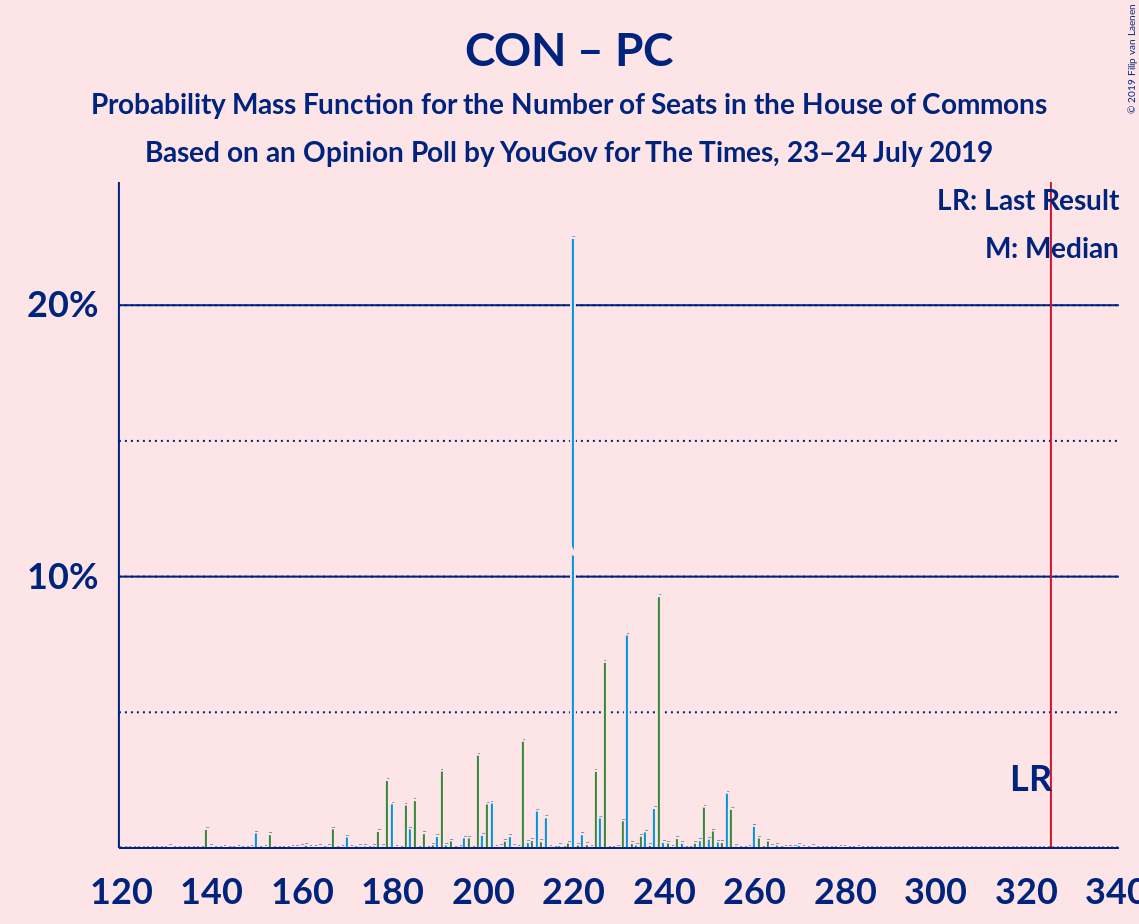 CON – PC
Probability Mass Function for the Number of Seats in the House of Commons
Based on an Opinion Poll by YouGov for The Times, 23–24 July 2019
© 2019 Filip van Laenen
LR: Last Result
M: Median
20%
10%
LR
120 140 160 180 200 220 240 260 280 300 320 340